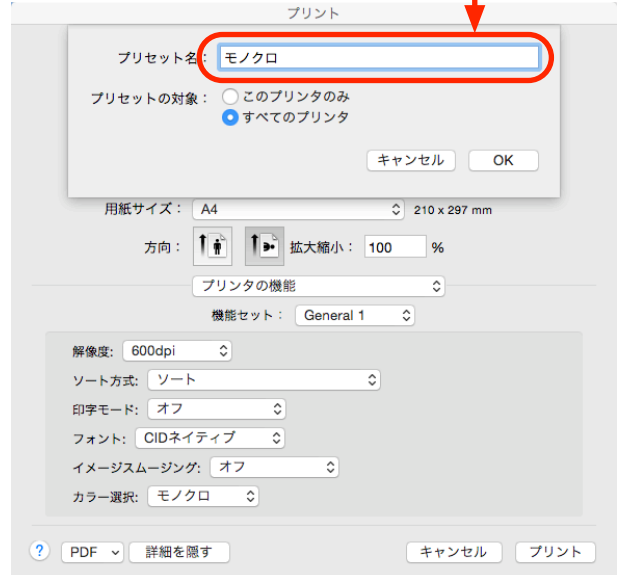 プリント
プリセット名： モノクロ
プリセットの対象： このプリンタのみ
すべてのプリンタ
キャンセル OK
用紙サイズ： A4 210 x 297 mm
方向： 拡大縮小： 100 %
プリンタの機能
機能セット： General 1
解像度: 600dpi
ソート方式: ソート
印字モード: オフ
フォント: CIDネイティブ
イメージスムージング: オフ
カラー選択: モノクロ
? PDF 詳細を隠す キャンセル プリント